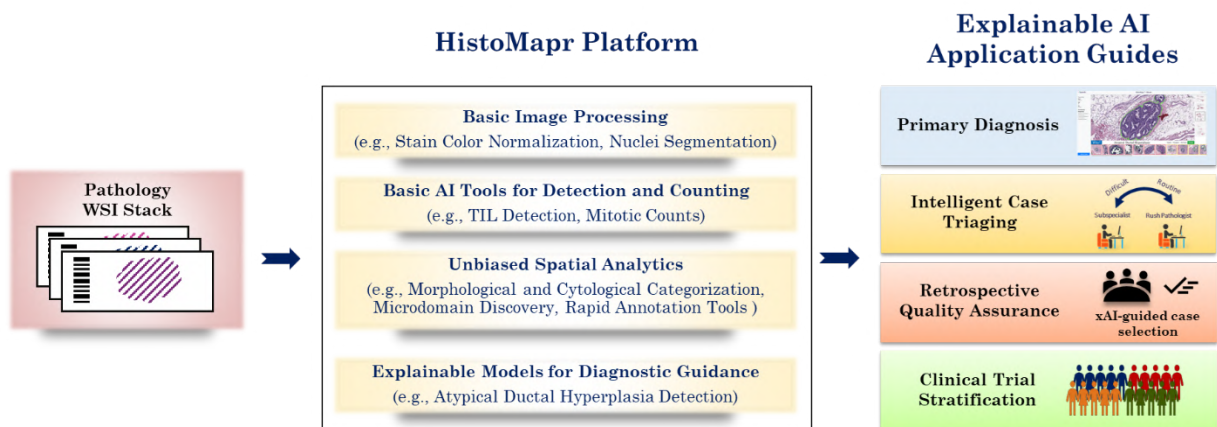 HistoMapr Platform
Explainable AI
Application Guides
Pathology
WSI Stack
Basic Image Processing
(e.g., Stain Color Normalization, Nuclei Segmentation)
Basic AI Tools for Detection and Counting
(e.g., TIL Detection, Mitotic Counts)
Unbiased Spatial Analytics
(e.g., Morphological and Cytological Categorization,
Microdomain Discovery, Rapid Annotation Tools )
Explainable Models for Diagnostic Guidance
(e.g., Atypical Ductal Hyperplasia Detection)
Primary Diagnosis
Intelligent Case
Triaging
Difficult
Routine
Subspecialist
Rush Pathologist
Retrospective
Quality Assurance
xAI-guided case
selection
Clinical Trial
Stratification